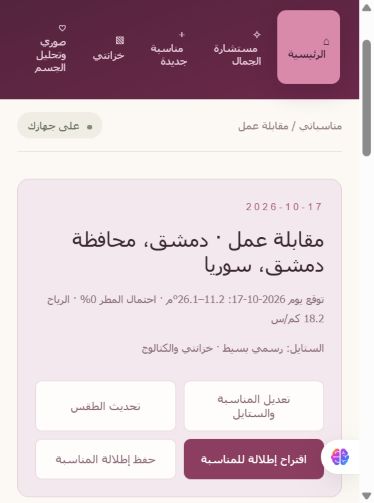 الرئيسية
مستشارة
الجمال
مناسبة
جديدة
خزانتي
صوري
وتحليل
الجسم
مناسباتي / مقابلة عمل
على جهازك
2026-10-17
مقابلة عمل · دمشق، محافظة
دمشق، سوريا
توقع يوم 2026-10-17: 11.2–26.1°م · احتمال المطر 0% · الرياح
18.2 كم/س
الستايل: رسمي بسيط · خزانتي والكتالوج
تعديل المناسبة
والستايل
تحديث الطقس
اقتراح إطلالة للمناسبة
حفظ إطلالة المناسبة